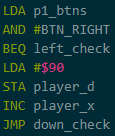 LDA p1_btns
AND #BTN_RIGHT
BEQ left_check
LDA #$90
STA player_d
INC player_x
JMP down_check